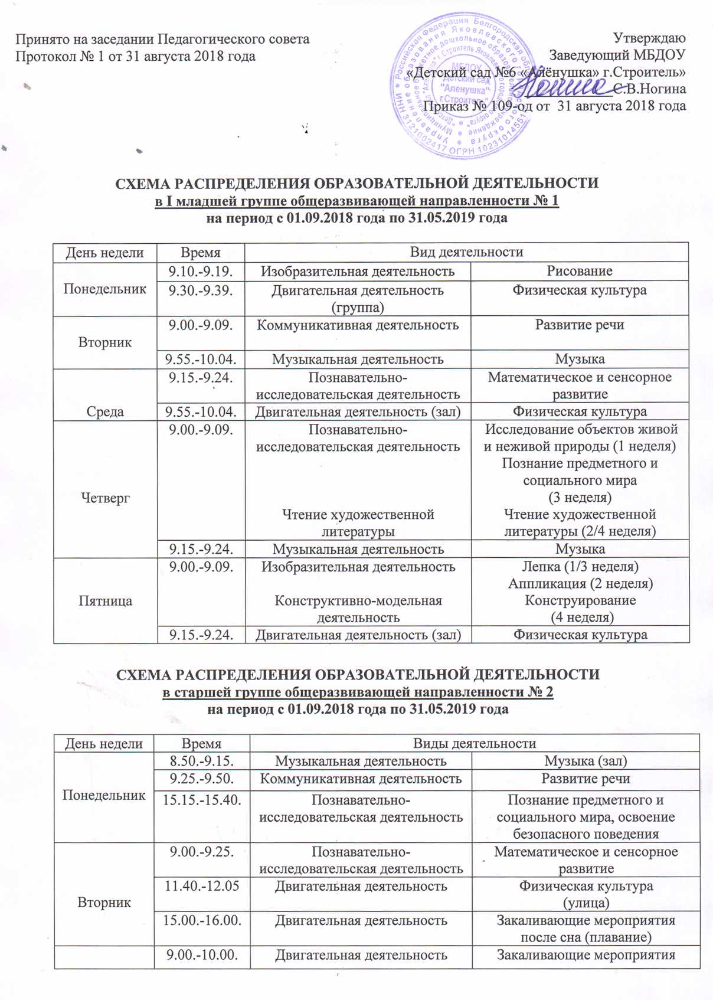 Принято на заседании Педагогического совета
Протокол № 1 от 31 августа 2018 года
Утверждаю
Заведующий МБДОУ
«Детский сад №6 «Алёнушка» г.Строитель»
С.В.Ногина
Приказ № 109-од от 31 августа 2018 года
МБДОУ
"Детский сад
"Аленушка"
г.Строитель"
СХЕМА РАСПРЕДЕЛЕНИЯ ОБРАЗОВАТЕЛЬНОЙ ДЕЯТЕЛЬНОСТИ
в I младшей группе общеразвивающей направленности № 1
на период с 01.09.2018 года по 31.05.2019 года
День недели Время Вид деятельности
Понедельник
9.10.-9.19. Изобразительная деятельность Рисование
9.30.-9.39. Двигательная деятельность Физическая культура
(группа)
Вторник
9.00.-9.09. Коммуникативная деятельность Развитие речи
9.55.-10.04. Музыкальная деятельность Музыка
Среда
9.15.-9.24. Познавательно- Математическое и сенсорное
исследовательская деятельность развитие
9.55.-10.04. Двигательная деятельность (зал) Физическая культура
Четверг
9.00.-9.09. Познавательно- Исследование объектов живой
исследовательская деятельность и неживой природы (1 неделя)
Познание предметного и
социального мира
(3 неделя)
Чтение художественной Чтение художественной
литературы литературы (2/4 неделя)
9.15.-9.24. Музыкальная деятельность Музыка
Пятница
9.00.-9.09. Изобразительная деятельность Лепка (1/3 неделя)
Аппликация (2 неделя)
Конструктивно-модельная Конструирование
деятельность (4 неделя)
9.15.-9.24. Двигательная деятельность (зал) Физическая культура
СХЕМА РАСПРЕДЕЛЕНИЯ ОБРАЗОВАТЕЛЬНОЙ ДЕЯТЕЛЬНОСТИ
в старшей группе общеразвивающей направленности № 2
на период с 01.09.2018 года по 31.05.2019 года
День недели Время Виды деятельности
Понедельник
8.50.-9.15. Музыкальная деятельность Музыка (зал)
9.25.-9.50. Коммуникативная деятельность Развитие речи
15.15.-15.40. Познавательно- Познание предметного и
исследовательская деятельность социального мира, освоение
безопасного поведения
Вторник
9.00.-9.25. Познавательно- Математическое и сенсорное
исследовательская деятельность развитие
11.40.-12.05 Двигательная деятельность Физическая культура
(улица)
15.00.-16.00. Двигательная деятельность Закаливающие мероприятия
после сна (плавание)
9.00.-10.00. Двигательная деятельность Закаливающие мероприятия